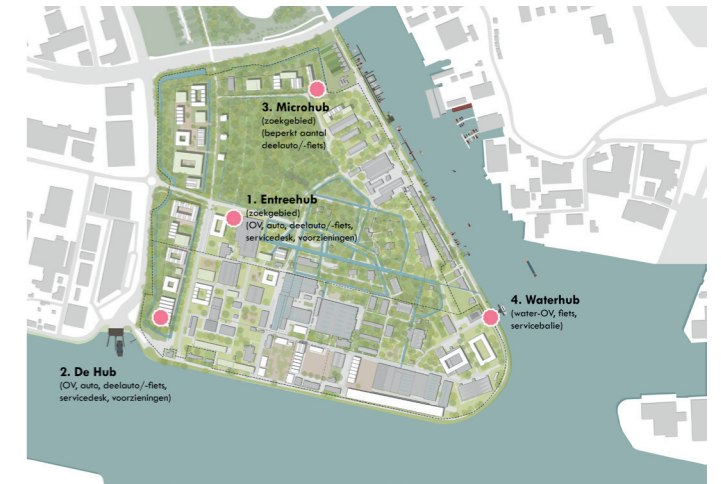 3. Microhub
(zoekgebied)
(beperkt aantal
deelauto/-fiets)
1. Entreehub
(zoekgebied)
(OV, auto, deelauto/-fiets,
servicedesk, voorzieningen)
4. Waterhub
(water-OV, fiets,
servicebalie)
2. De Hub
(OV, auto, deelauto/-fiets,
servicedesk, voorzieningen)